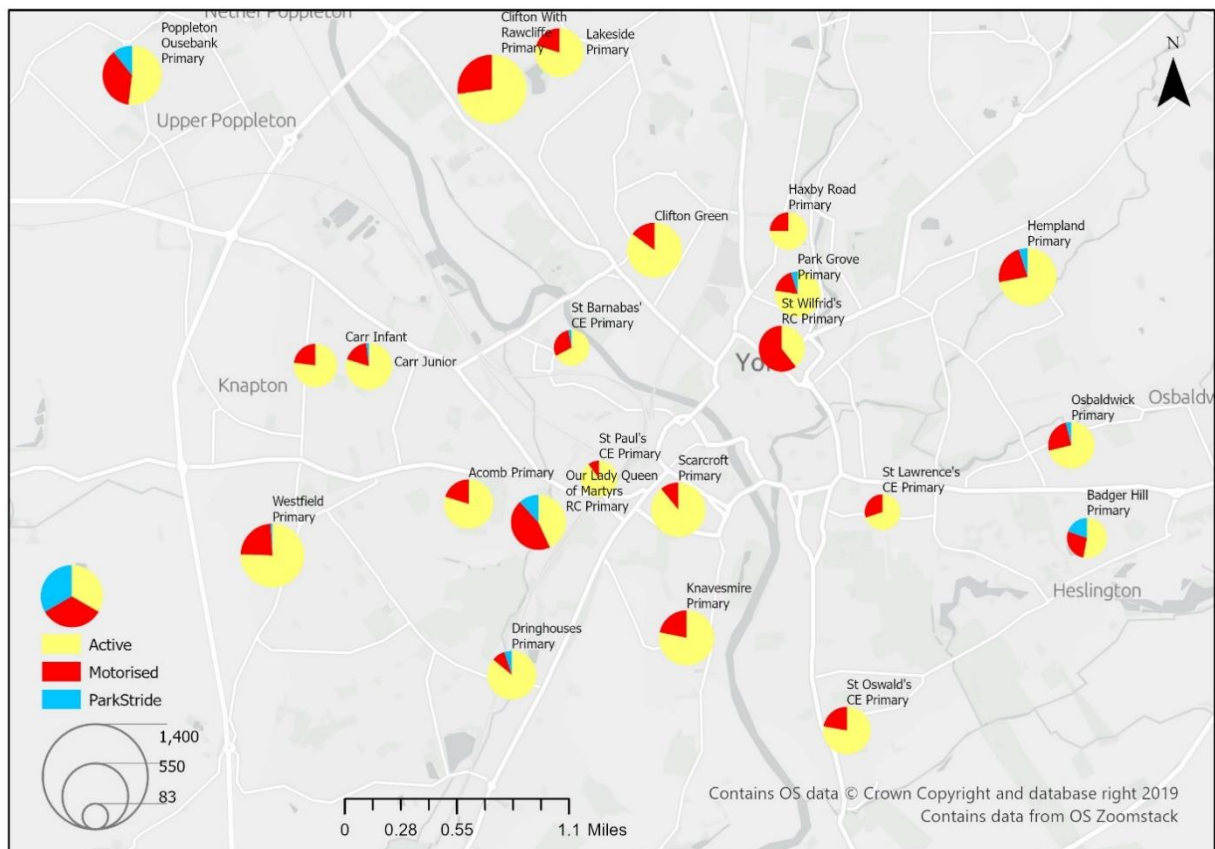 Nether Poppleton
Poppleton
Ousebank
Primary
Clifton With
Rawcliffe
Primary
Lakeside
Primary
N
Upper Poppleton
Haxby Road
Primary
Clifton Green
Hempland
Primary
Park Grove
Primary
St Wilfrid's
RC Primary
St Barnabas'
CE Primary
Carr Infant
Carr Junior
Knapton
Yor
Osbaldwick
Primary
Osbaldw
St Paul's
CE Primary
Our Lady Queen
of Martyrs
RC Primary
Acomb Primary
Scarcroft
Primary
St Lawrence's
CE Primary
Westfield
Primary
Badger Hill
Primary
Heslington
Knavesmire
Primary
Dringhouses
Primary
St Oswald's
CE Primary
Active
Motorised
ParkStride
1,400
550
83
0 0.28 0.55 1.1 Miles
Contains OS data © Crown Copyright and database right 2019
Contains data from OS Zoomstack